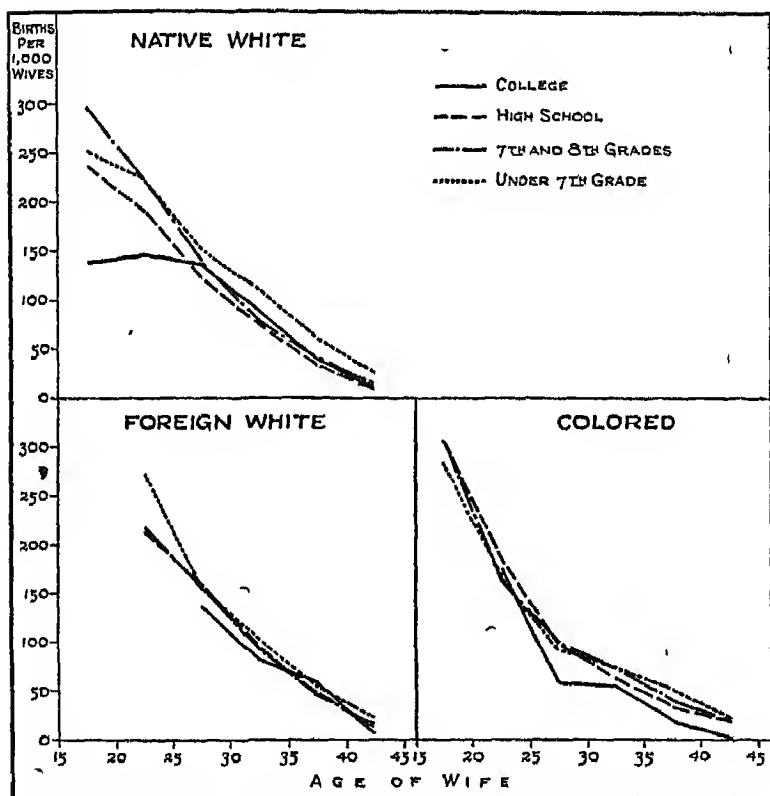 BIRTHS
PER
1,000
WIVES
NATIVE WHITE
COLLEGE
HIGH SCHOOL
7TH AND 8TH GRADES
UNDER 7TH GRADE
300
250
200
150
100
50
0
FOREIGN WHITE
COLORED
300
250
200
150
100
50
0
15 20 25 30 35 40 45 15 20 25 30 35 40 45
AGE OF WIFE